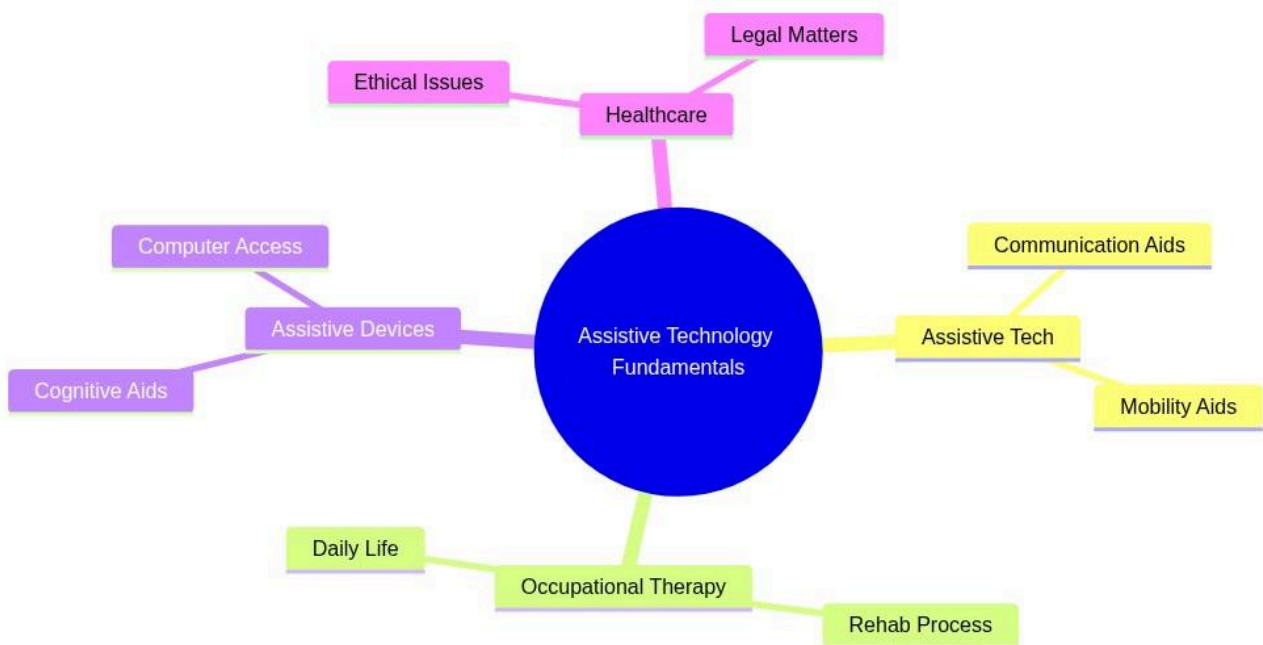 Legal Matters
Ethical Issues
Healthcare
Computer Access
Communication Aids
Assistive Devices
Assistive Technology
Fundamentals
Assistive Tech
Cognitive Aids
Mobility Aids
Daily Life
Occupational Therapy
Rehab Process